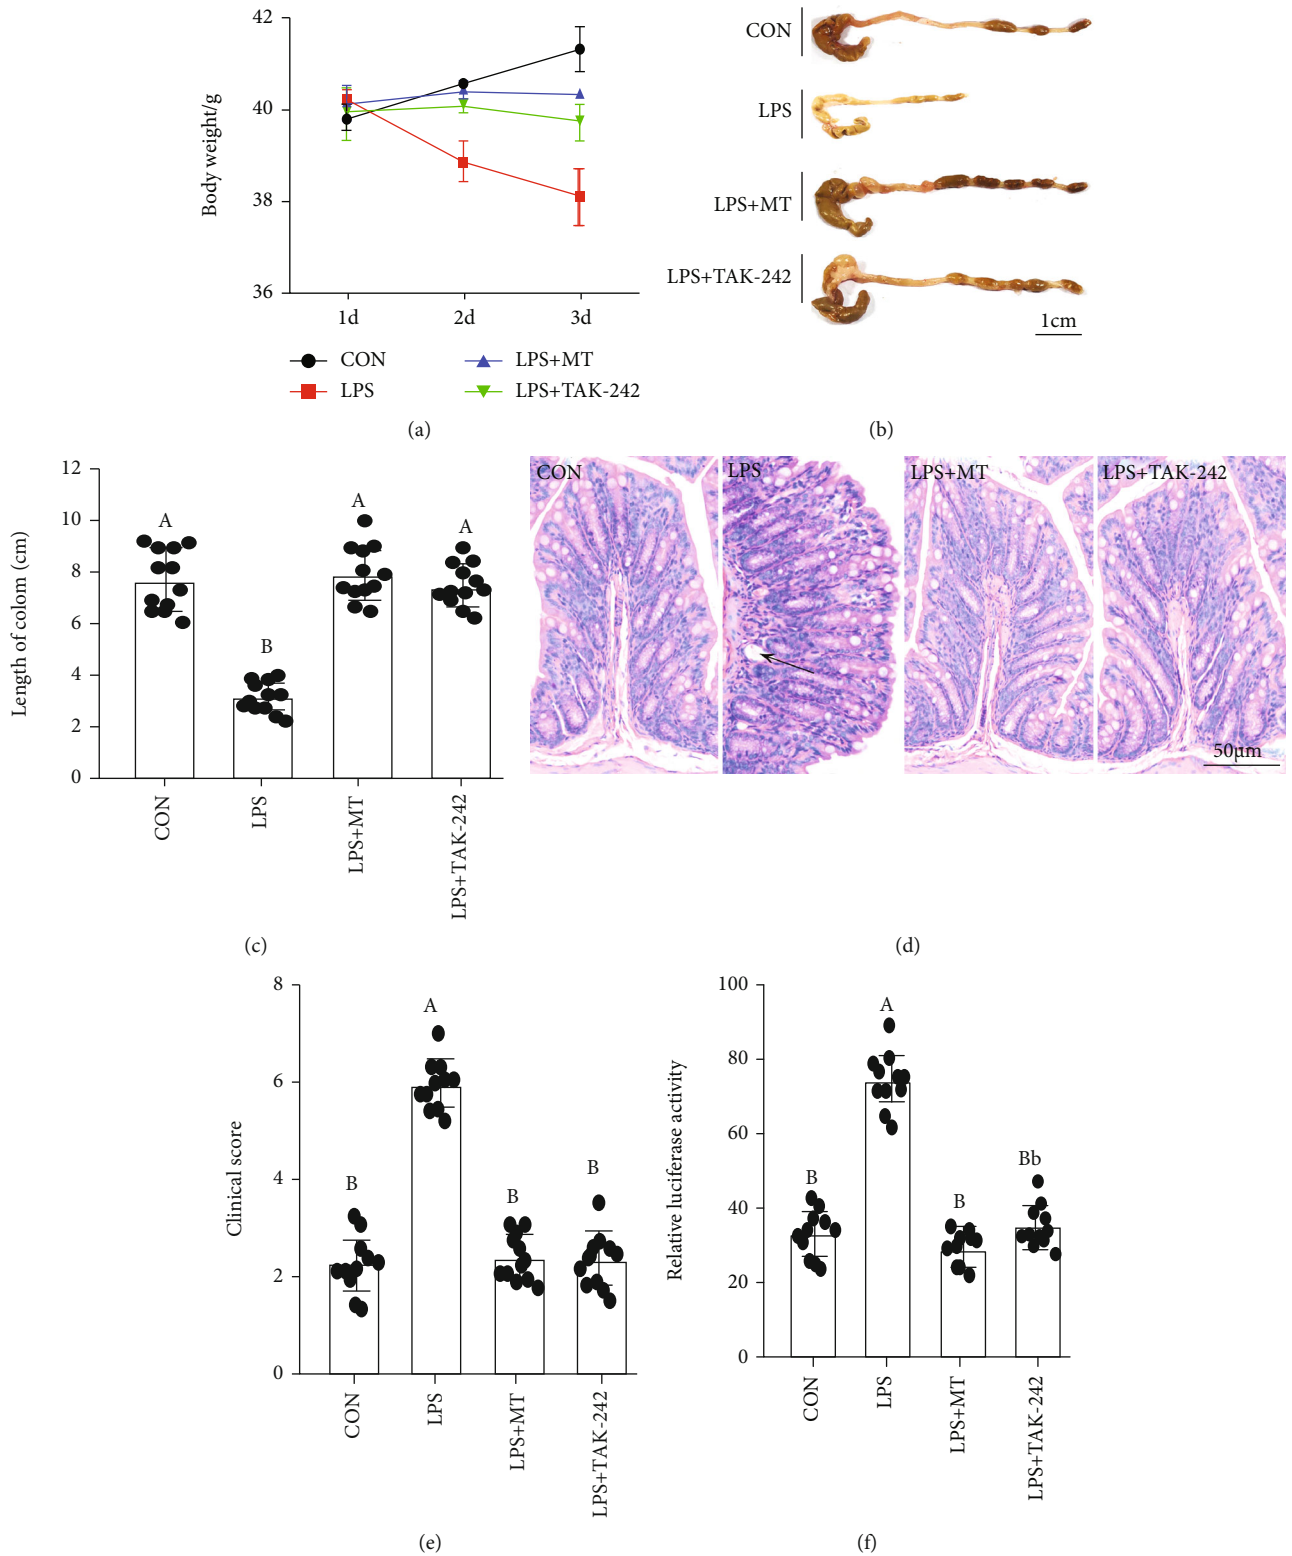 42
40
38
36
Body weight/g
1d 2d 3d
CON LPS+MT
LPS LPS+TAK-242
(a)
CON
LPS
LPS+MT
LPS+TAK-242
1cm
(b)
12
10
8
6
4
2
0
Length of colom (cm)
A B A A
CON LPS LPS+MT LPS+TAK-242
(c)
CON LPS LPS+MT LPS+TAK-242
50μm
(d)
8
6
4
2
0
Clinical score
B A B B
CON LPS LPS+MT LPS+TAK-242
(e)
100
80
60
40
20
0
Relative luciferase activity
B A B Bb
CON LPS LPS+MT LPS+TAK-242
(f)